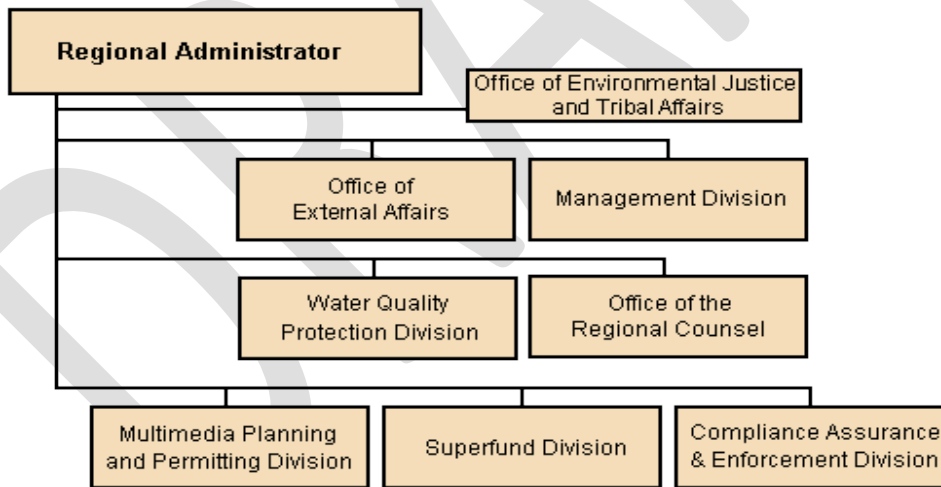 Regional Administrator
Office of Environmental Justice
and Tribal Affairs
Office of
External Affairs
Management Division
Water Quality
Protection Division
Office of the
Regional Counsel
Multimedia Planning
and Permitting Division
Superfund Division
Compliance Assurance
& Enforcement Division